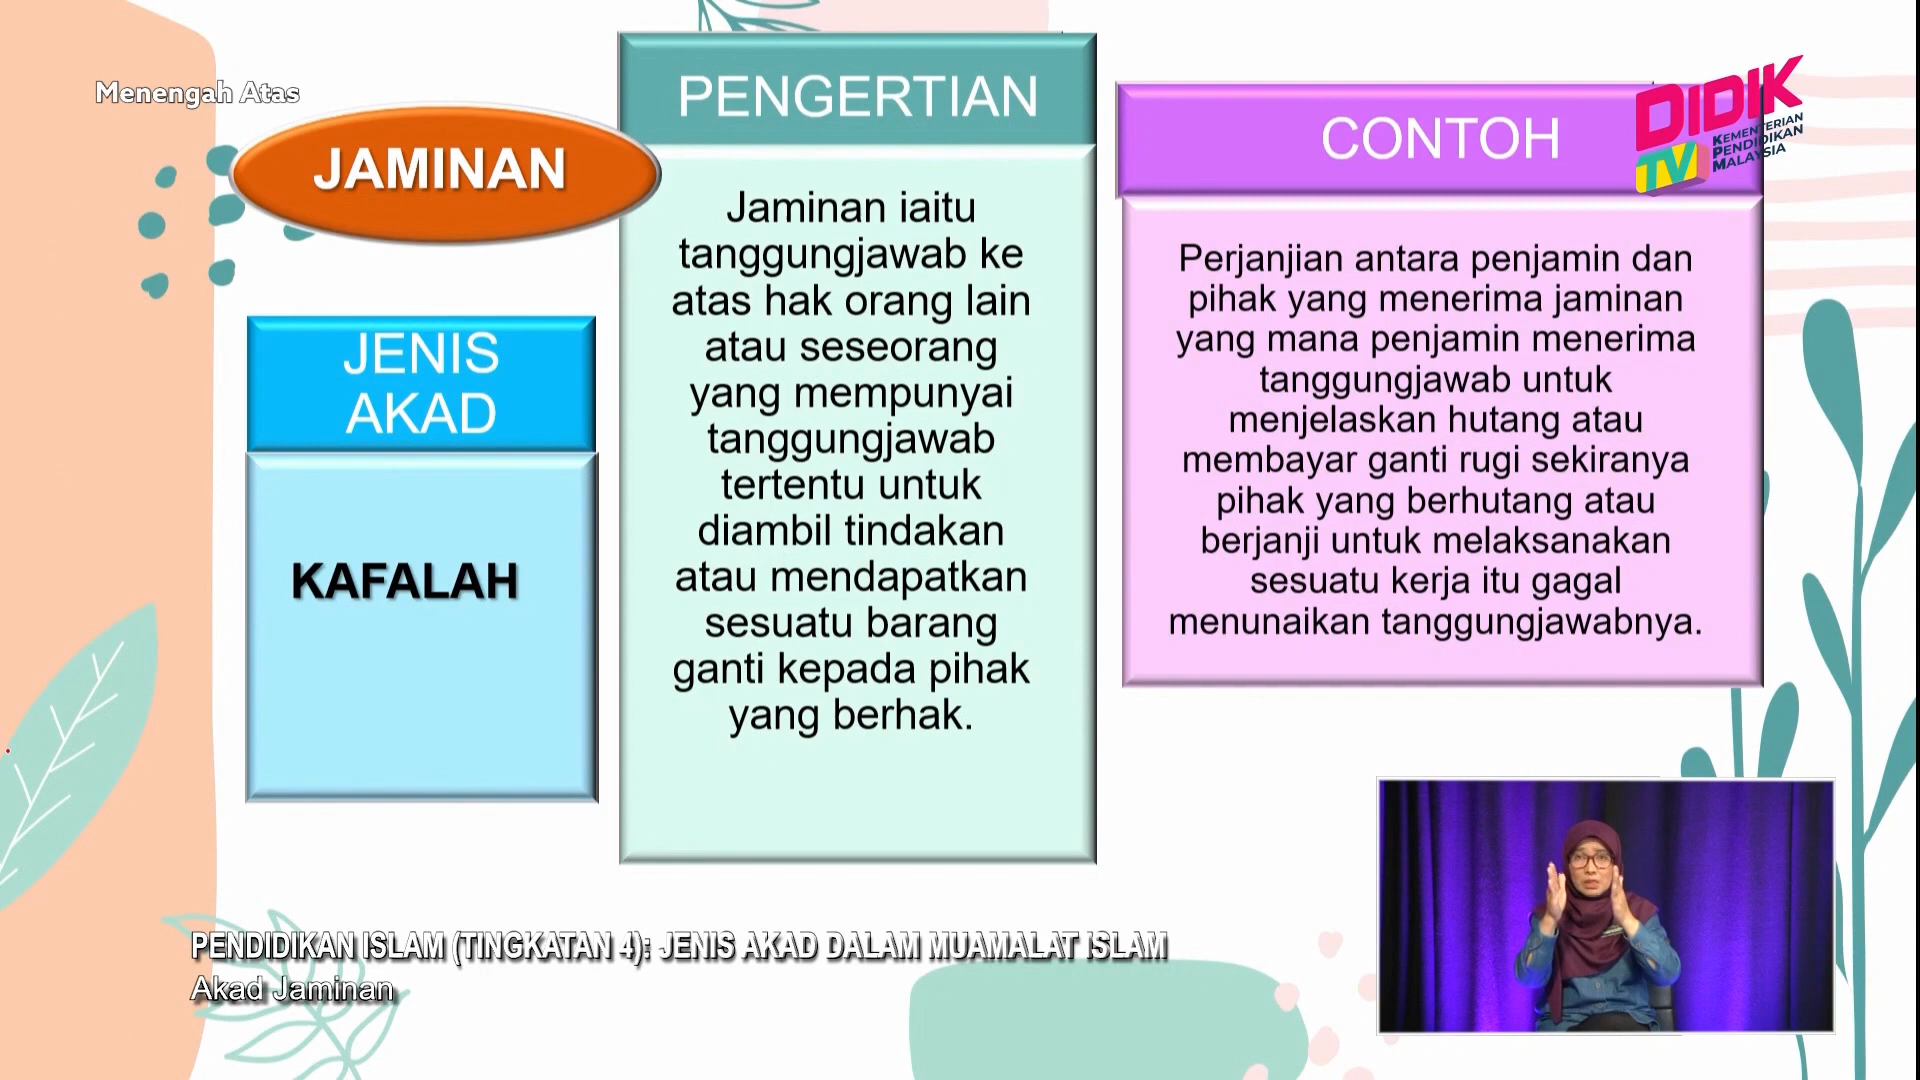 Menengah Atas
JAMINAN
JENIS
AKAD
KAFALAH
PENGERTIAN
Jaminan iaitu
tanggungjawab ke
atas hak orang lain
atau seseorang
yang mempunyai
tanggungjawab
tertentu untuk
diambil tindakan
atau mendapatkan
sesuatu barang
ganti kepada pihak
yang berhak.
CONTOH
Perjanjian antara penjamin dan
pihak yang menerima jaminan
yang mana penjamin menerima
tanggungjawab untuk
menjelaskan hutang atau
membayar ganti rugi sekiranya
pihak yang berhutang atau
berjanji untuk melaksanakan
sesuatu kerja itu gagal
menunaikan tanggungjawabnya.
DIDIK
TV
KEMENTERIAN
PENDIDIKAN
MALAYSIA
PENDIDIKAN ISLAM (TINGKATAN 4): JENIS AKAD DALAM MUAMALAT ISLAM
Akad Jaminan